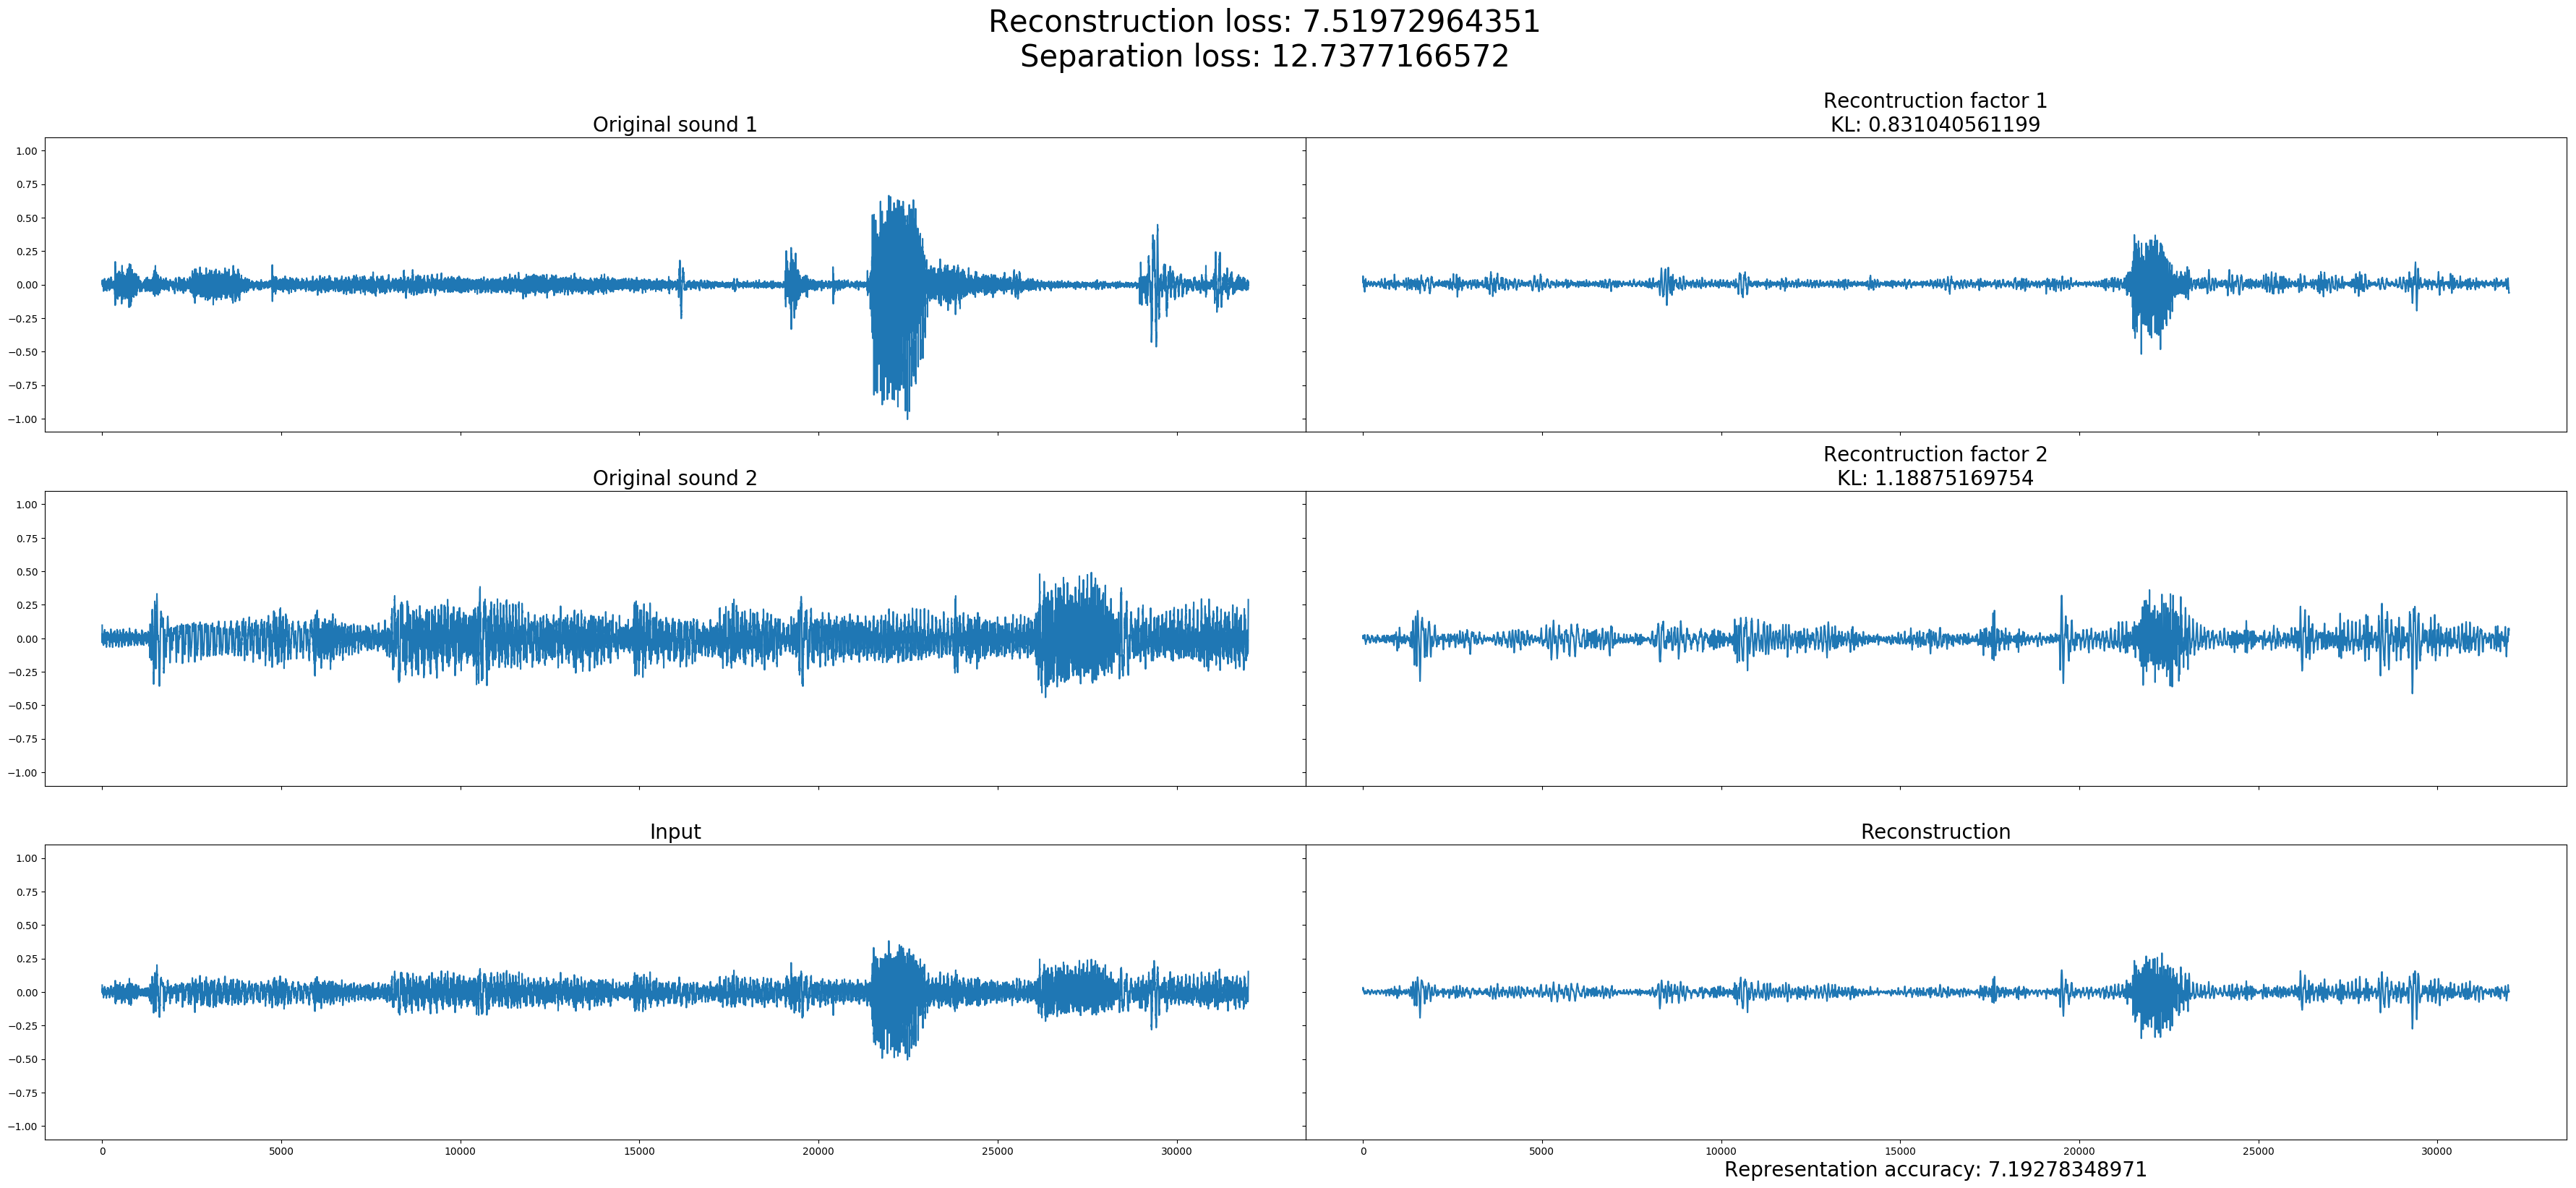 Reconstruction loss: 7.51972964351
Separation loss: 12.7377166572
Original sound 1
Recontruction factor 1
KL: 0.831040561199
1.00
0.75
0.50
0.25
0.00
−0.25
−0.50
−0.75
−1.00
Original sound 2
Recontruction factor 2
KL: 1.18875169754
1.00
0.75
0.50
0.25
0.00
−0.25
−0.50
−0.75
−1.00
Input
Reconstruction
1.00
0.75
0.50
0.25
0.00
−0.25
−0.50
−0.75
−1.00
0 5000 10000 15000 20000 25000 30000
0 5000 10000 15000 20000 25000 30000
Representation accuracy: 7.19278348971